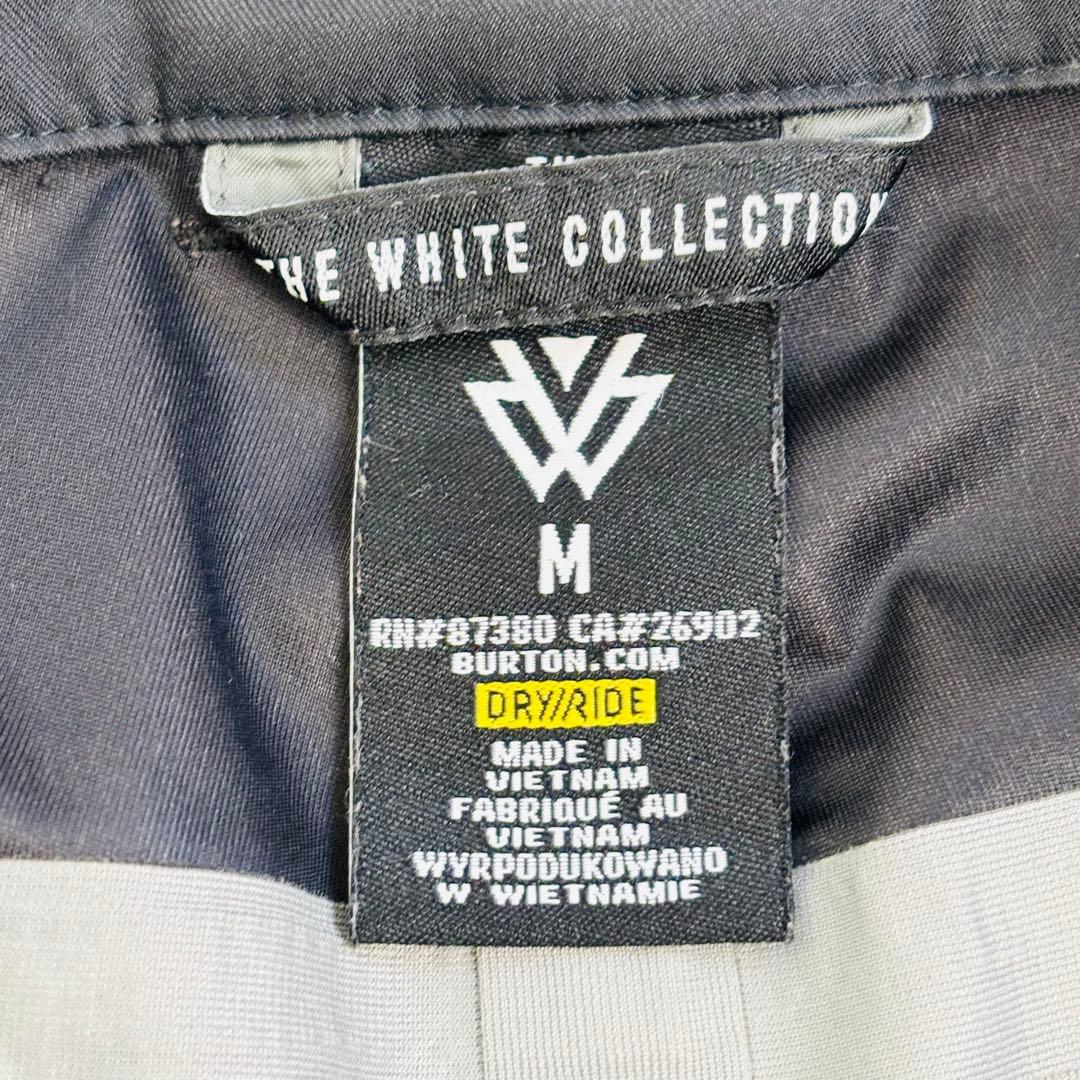 THE WHITE COLLECTION
M
RN#87380 CA#26902
BURTON.COM
DRY//RIDE
MADE IN
VIETNAM
FABRIQUÉ AU
VIETNAM
WYRPODUKOWANO
W WIETNAMIE